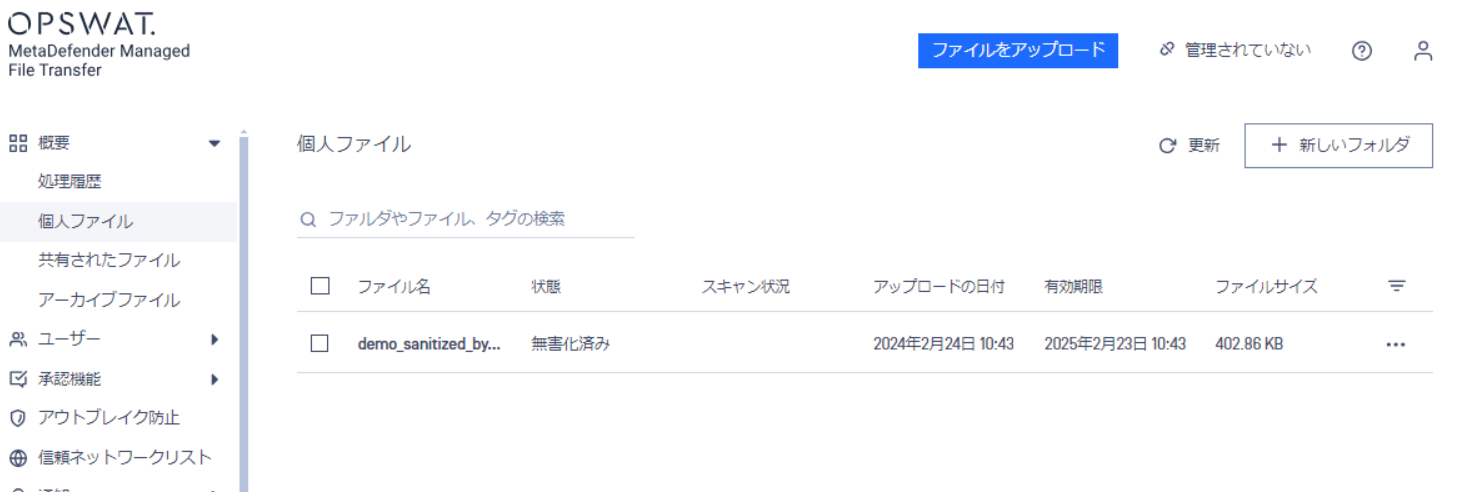 OPSWAT.
MetaDefender Managed
File Transfer
ファイルをアップロード
管理されていない
概要
処理履歴
個人ファイル
共有されたファイル
アーカイブファイル
ユーザー
承認機能
アウトブレイク防止
信頼ネットワークリスト
個人ファイル
更新
+ 新しいフォルダ
ファルダやファイル、タグの検索
ファイル名 状態 スキャン状況 アップロードの日付 有効期限 ファイルサイズ
demo_sanitized_by... 無害化済み 2024年2月24日 10:43 2025年2月23日 10:43 402.86 KB